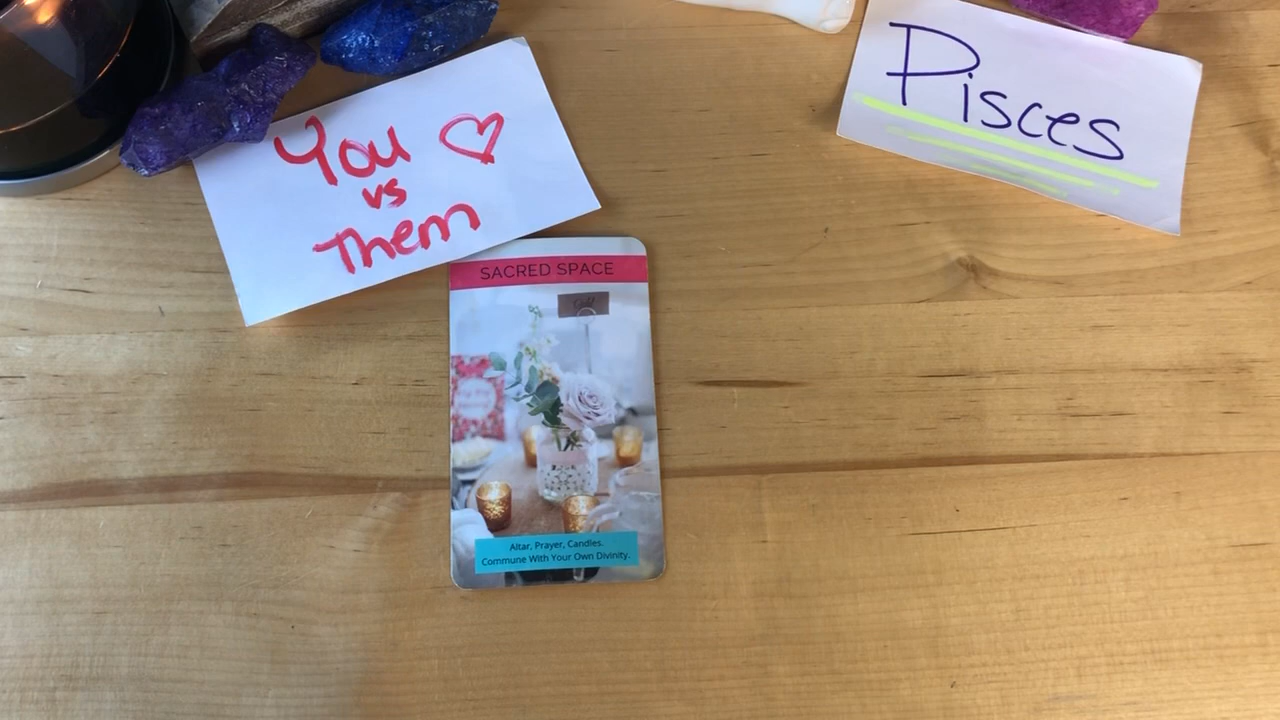 You
vs
Them
Pisces
SACRED SPACE
Altar, Prayer, Candles.
Commune With Your Own Divinity.